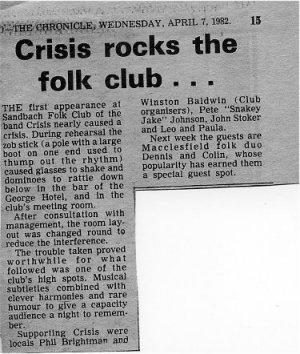 THE CHRONICLE, WEDNESDAY, APRIL 7, 1982. 15
Crisis rocks the
folk club . . .
THE first appearance at
Sandbach Folk Club of the
band Crisis nearly caused a
crisis. During rehearsal the
zob stick (a pole with a large
boot on one end used to
thump out the rhythm)
caused glasses to shake and
dominoes to rattle down
below in the bar of the
George Hotel, and in the
club's meeting room.
After consultation with
management, the room lay-
out was changed round to
reduce the interference.
The trouble taken proved
worthwhile for what
followed was one of the
club's high spots. Musical
subtleties combined with
clever harmonies and rare
humour to give a capacity
audience a night to remem-
ber.
Supporting Crisis were
locals Phil Brightman and
Winston Baldwin (Club
organisers), Pete "Snakey
Jake" Johnson, John Stoker
and Leo and Paula.
Next week the guests are
Macclesfield folk duo
Dennis and Colin, whose
popularity has earned them
a special guest spot.